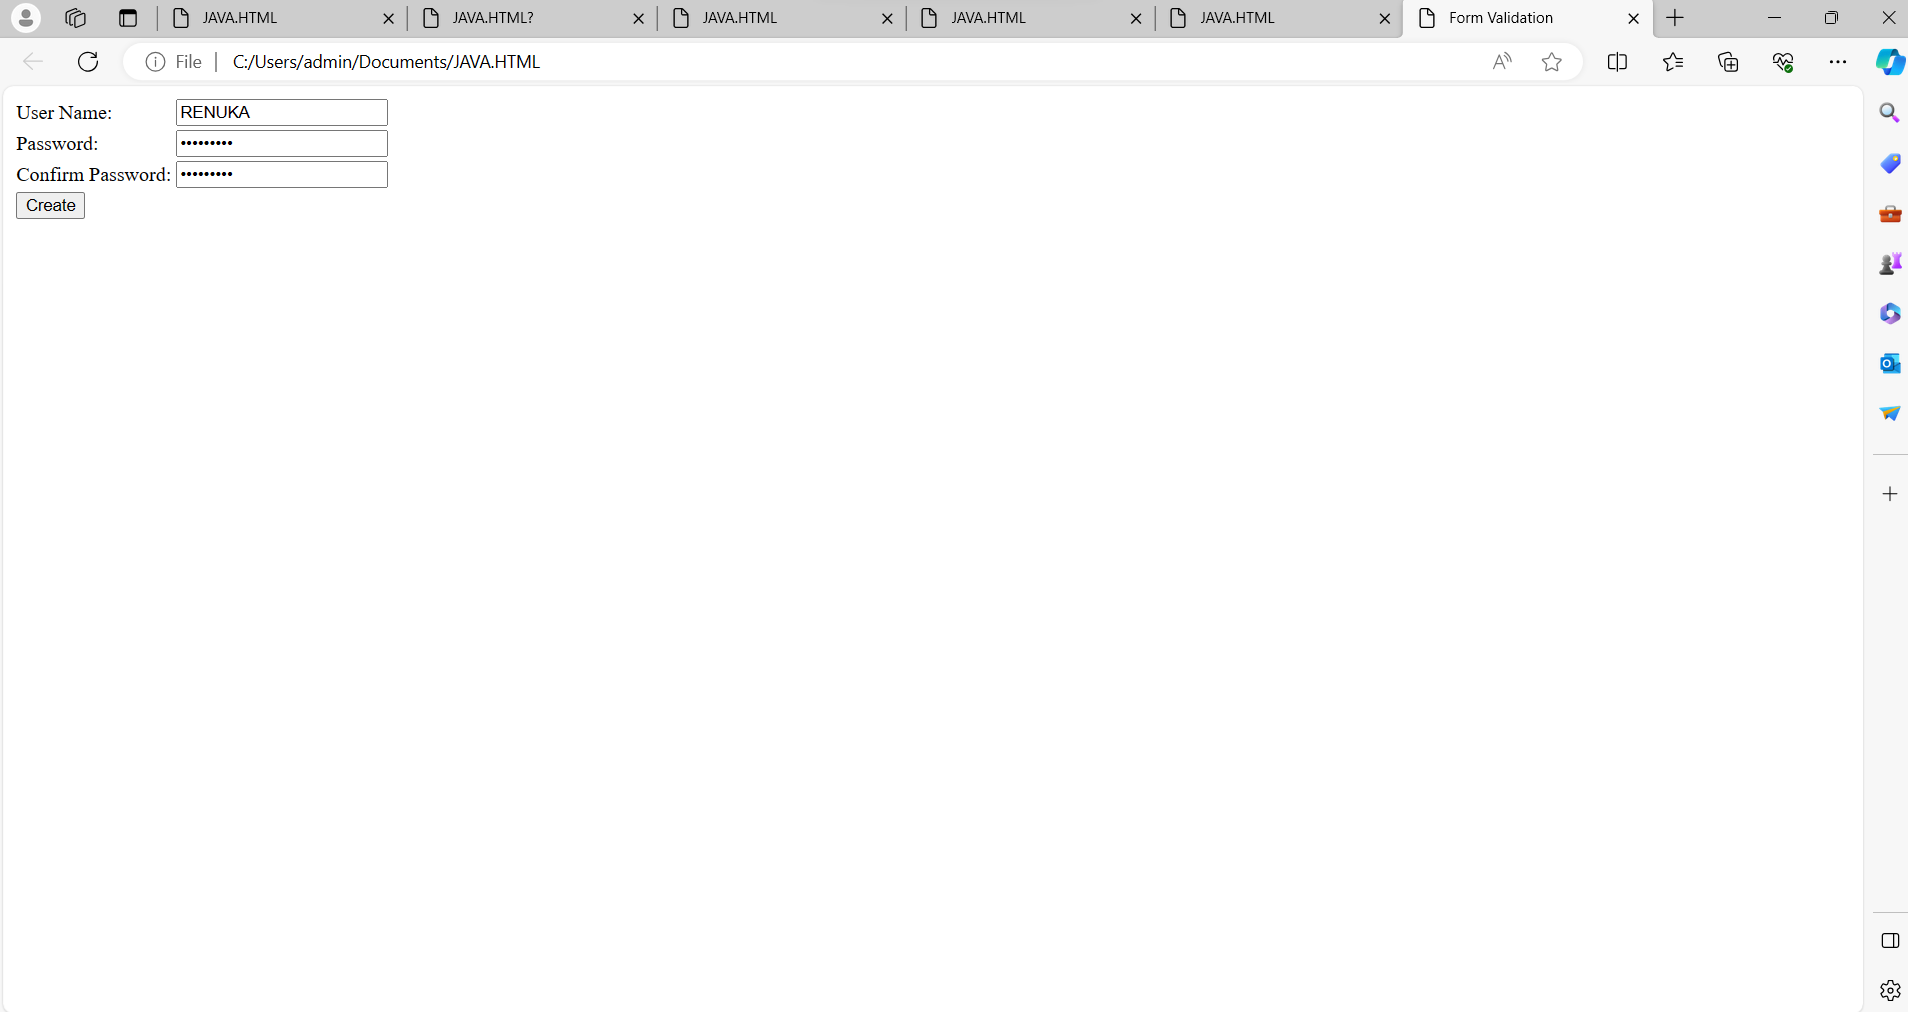 JAVA.HTML JAVA.HTML? JAVA.HTML JAVA.HTML JAVA.HTML Form Validation
File C:/Users/admin/Documents/JAVA.HTML
User Name: RENUKA
Password: •••••••••
Confirm Password: •••••••••
Create